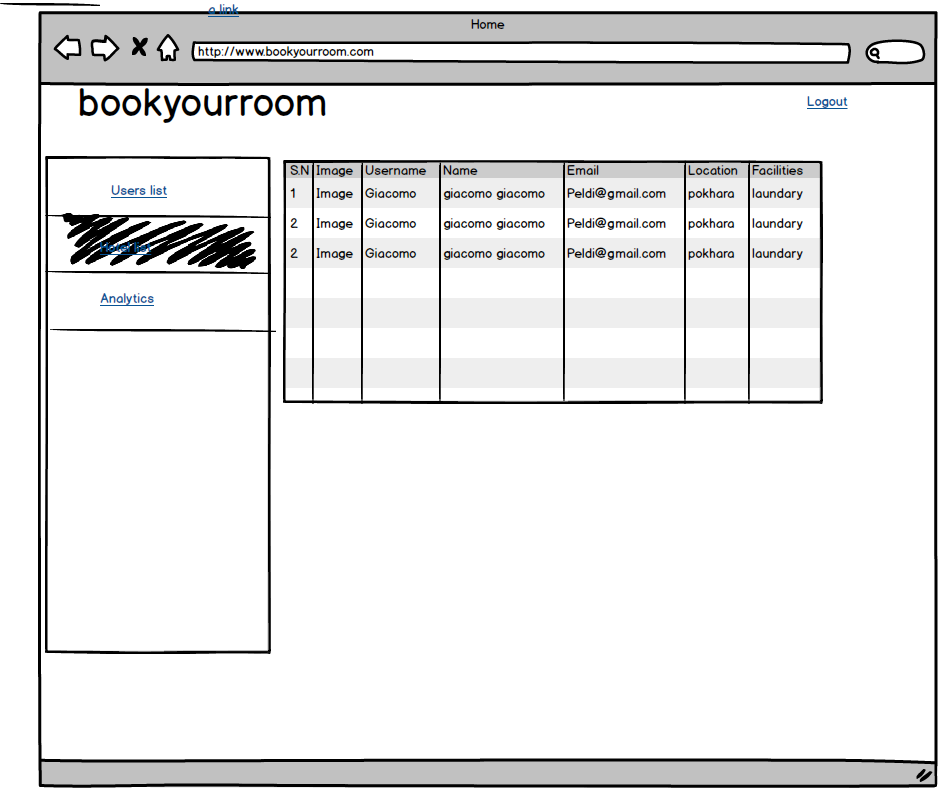 a link
Home
http://www.bookyourroom.com
bookyourroom
Logout
Users list
Hotel list
Analytics
S.N Image Username Name Email Location Facilities
1 Image Giacomo giacomo giacomo Peldi@gmail.com pokhara laundary
2 Image Giacomo giacomo giacomo Peldi@gmail.com pokhara laundary
2 Image Giacomo giacomo giacomo Peldi@gmail.com pokhara laundary